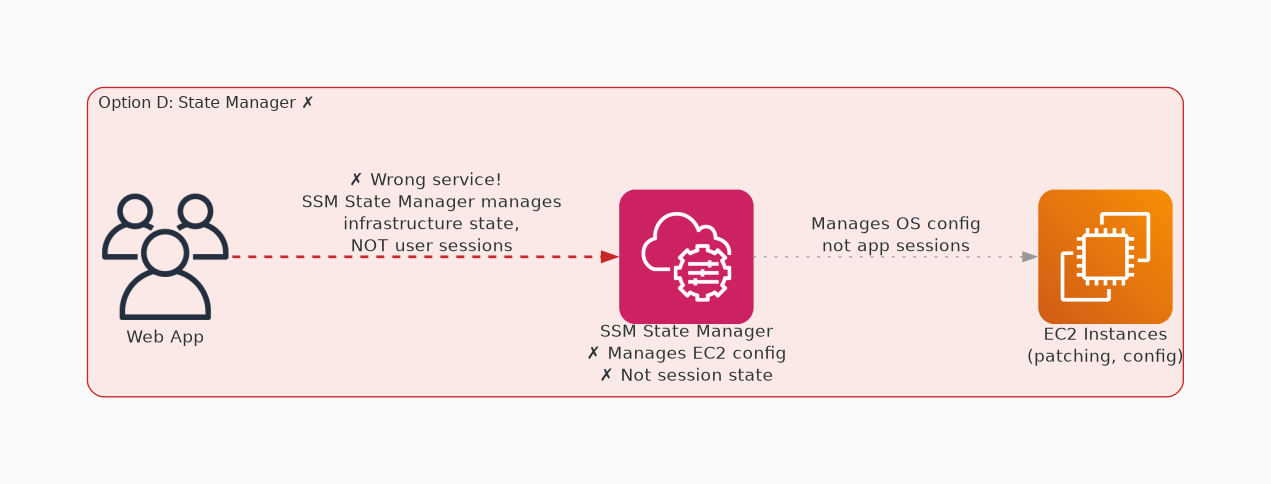 Option D: State Manager ✗
✗ Wrong service!
SSM State Manager manages
infrastructure state,
NOT user sessions
Manages OS config
not app sessions
Web App
SSM State Manager
✗ Manages EC2 config
✗ Not session state
EC2 Instances
(patching, config)